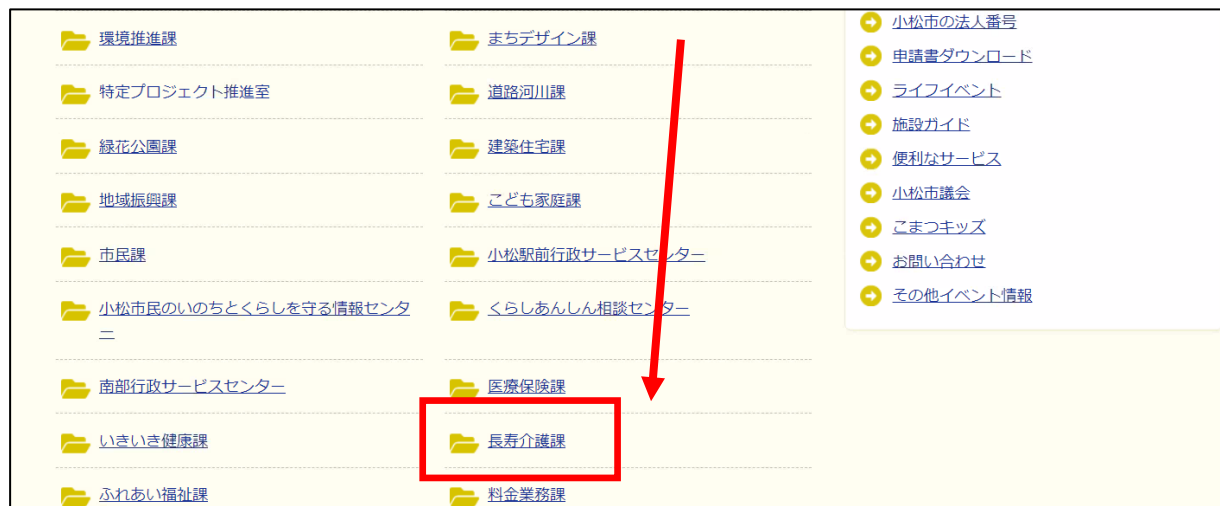 環境推進課
まちデザイン課
特定プロジェクト推進室
道路河川課
緑花公園課
建築住宅課
地域振興課
こども家庭課
市民課
小松駅前行政サービスセンター
小松市民のいのちとくらしを守る情報センタ
ー
くらしあんしん相談センター
南部行政サービスセンター
医療保険課
いきいき健康課
長寿介護課
ふれあい福祉課
料金業務課
小松市の法人番号
申請書ダウンロード
ライフイベント
施設ガイド
便利なサービス
小松市議会
こまつキッズ
お問い合わせ
その他イベント情報